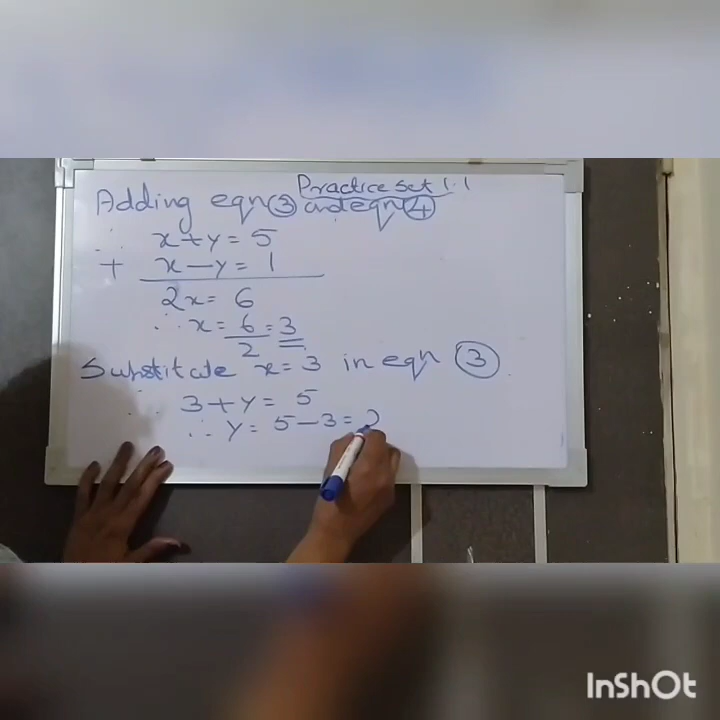 Practice set 1.1
Adding eqn ③ and eqn ④
∴ x + y = 5
+ x − y = 1
2x = 6
∴ x = 6/2 = 3
Substitute x = 3 in eqn ③
∴ 3 + y = 5
∴ y = 5 − 3 = 2
InShOt